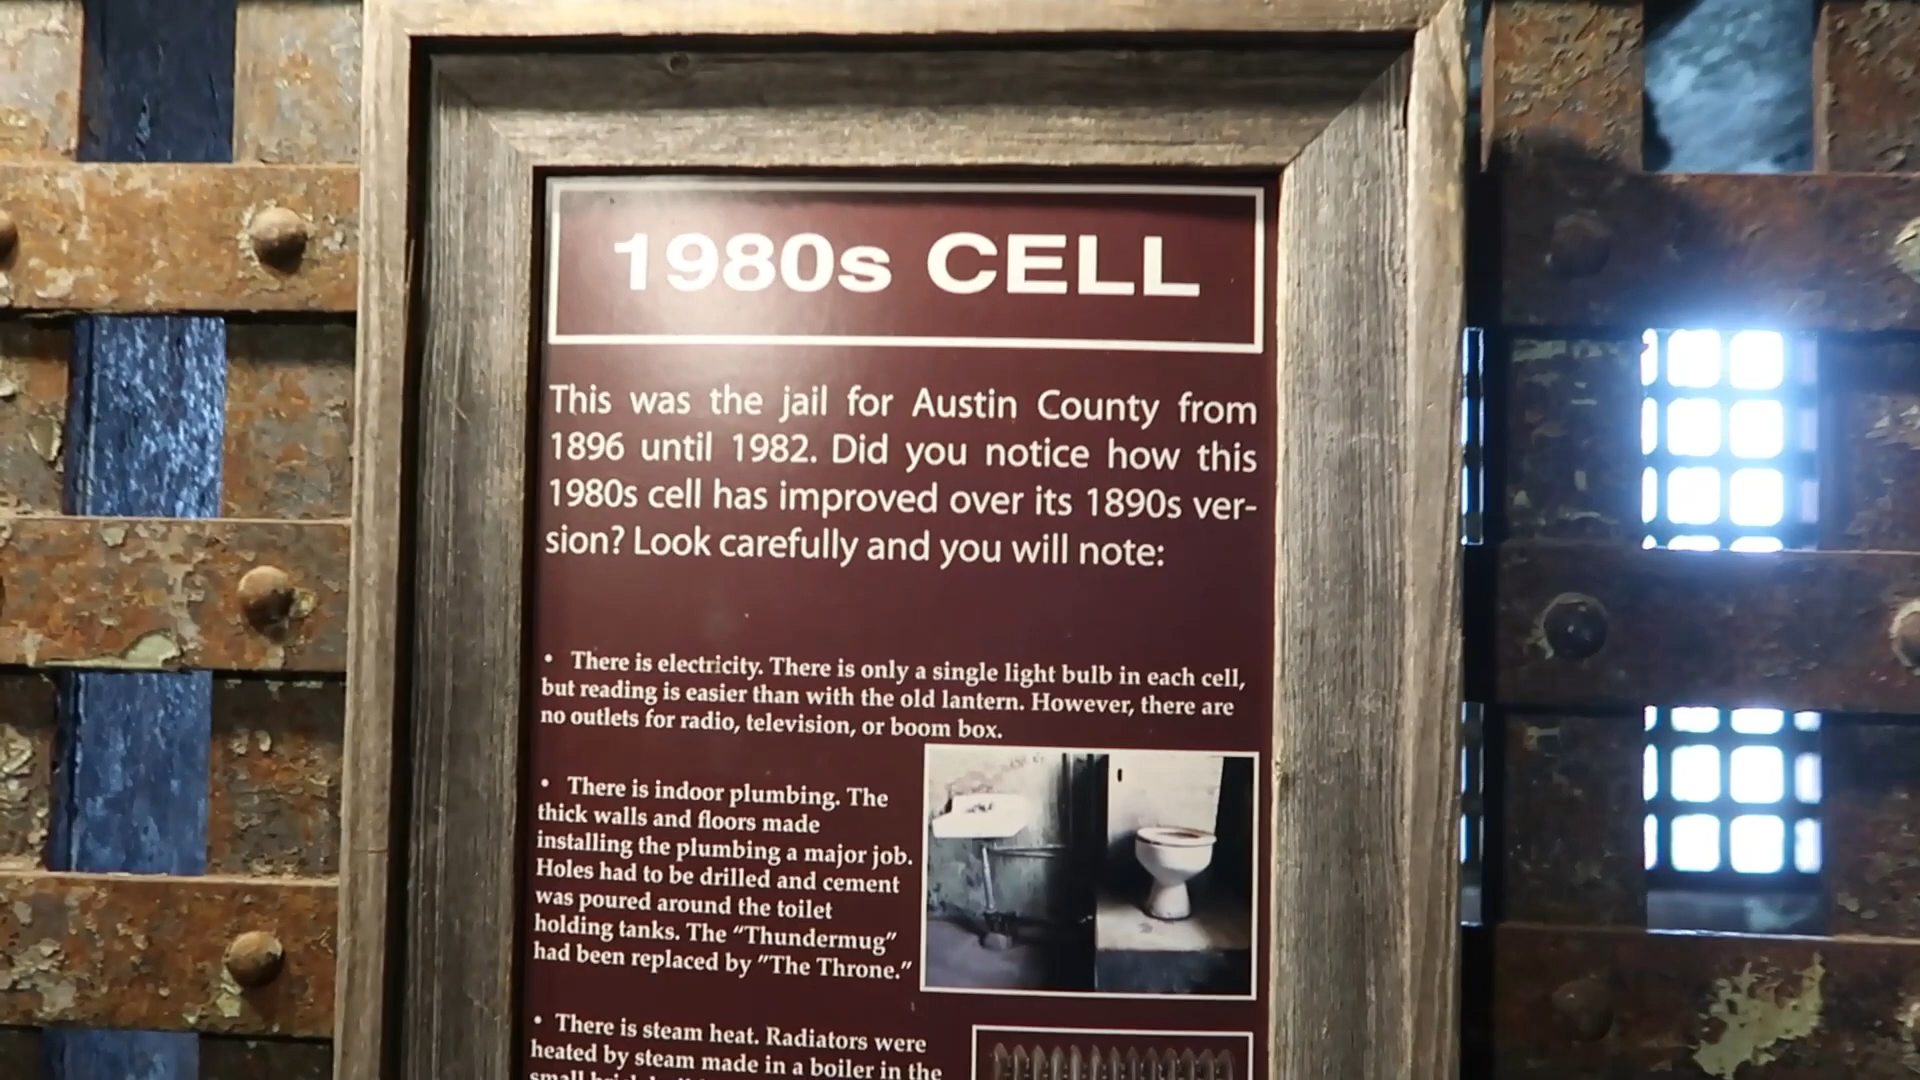 1980s CELL
This was the jail for Austin County from
1896 until 1982. Did you notice how this
1980s cell has improved over its 1890s ver-
sion? Look carefully and you will note:
• There is electricity. There is only a single light bulb in each cell,
but reading is easier than with the old lantern. However, there are
no outlets for radio, television, or boom box.
• There is indoor plumbing. The
thick walls and floors made
installing the plumbing a major job.
Holes had to be drilled and cement
was poured around the toilet
holding tanks. The “Thundermug”
had been replaced by ”The Throne.”
• There is steam heat. Radiators were
heated by steam made in a boiler in the
small